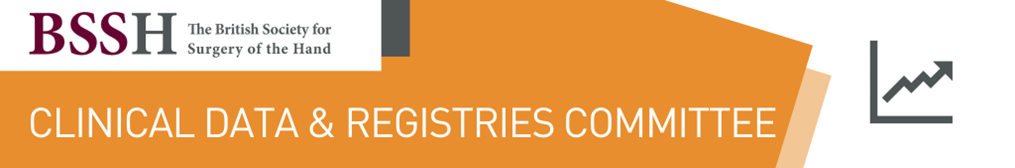 BSSH
The British Society for
Surgery of the Hand
CLINICAL DATA & REGISTRIES COMMITTEE